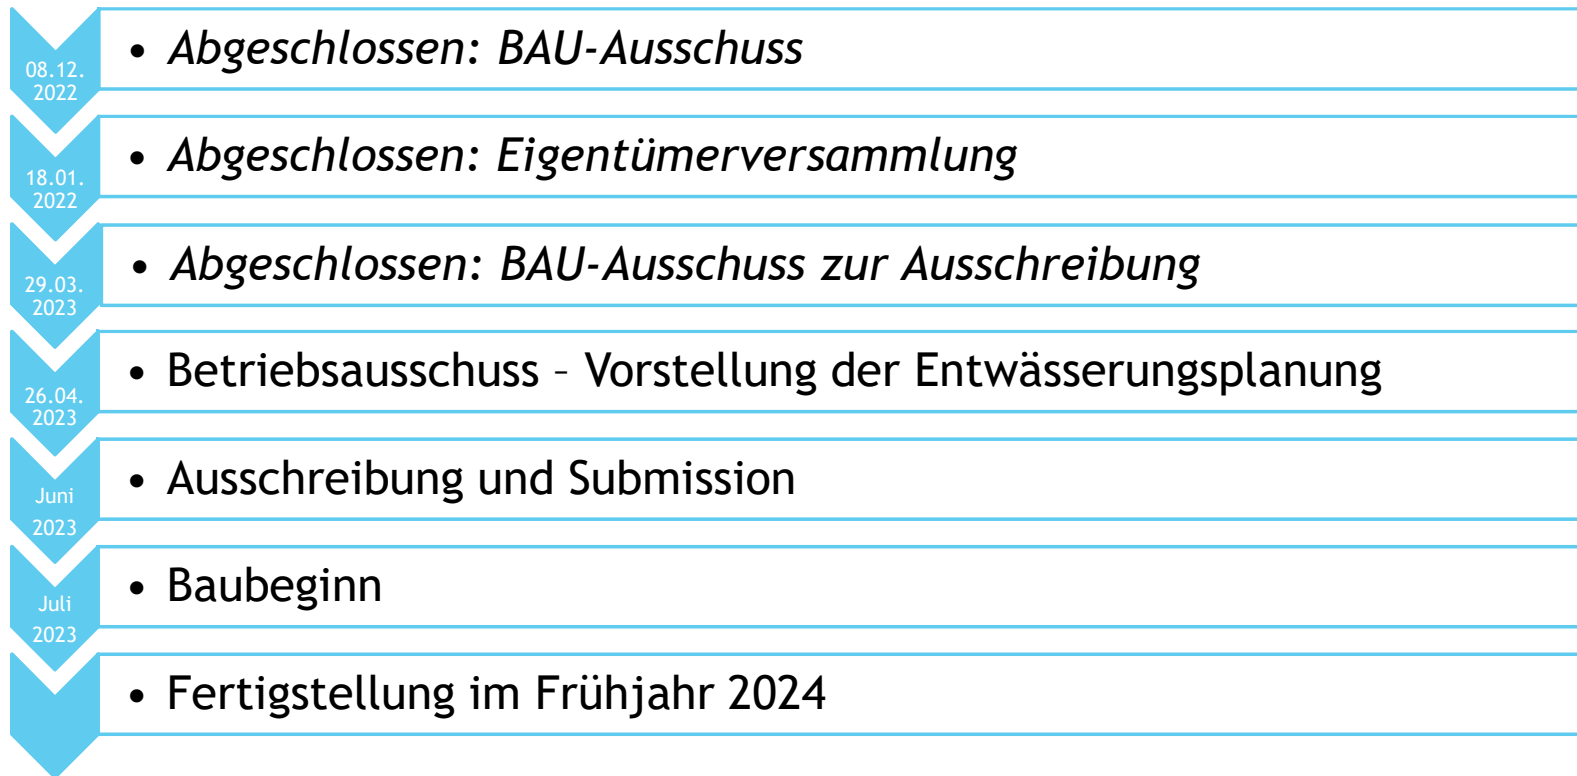 08.12.
2022
• Abgeschlossen: BAU-Ausschuss
18.01.
2022
• Abgeschlossen: Eigentümerversammlung
29.03.
2023
• Abgeschlossen: BAU-Ausschuss zur Ausschreibung
26.04.
2023
• Betriebsausschuss – Vorstellung der Entwässerungsplanung
Juni
2023
• Ausschreibung und Submission
Juli
2023
• Baubeginn
• Fertigstellung im Frühjahr 2024